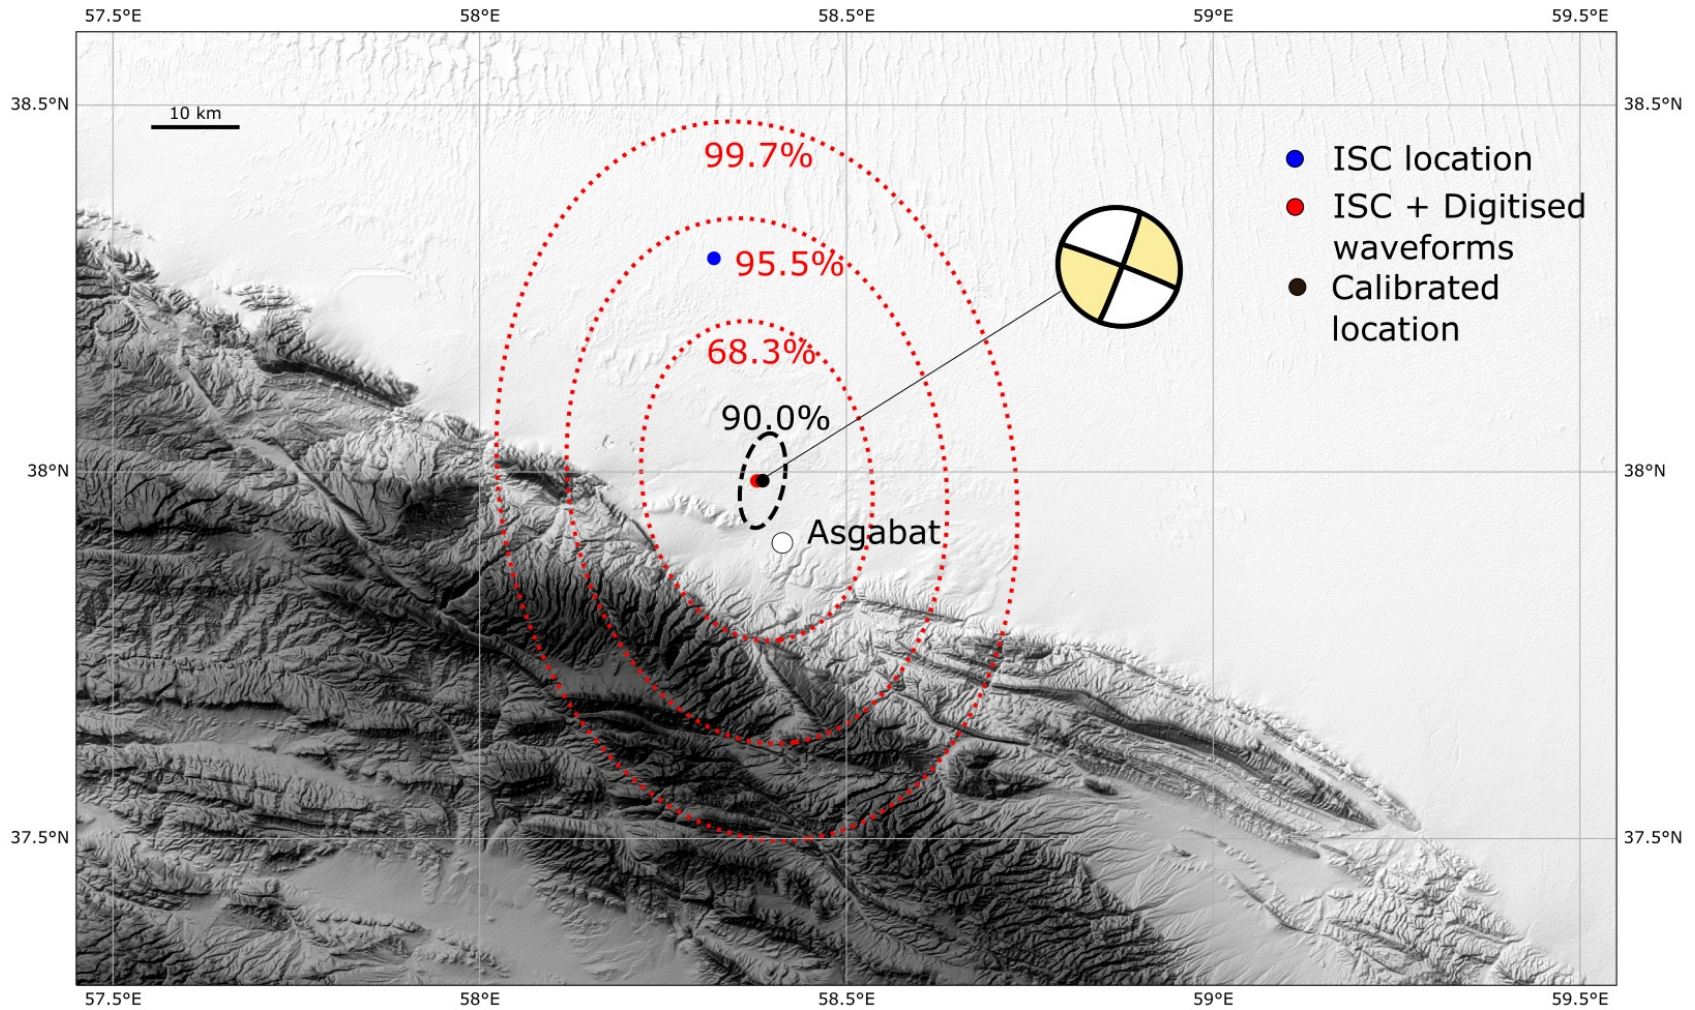 57.5°E 58°E 58.5°E 59°E 59.5°E
38.5°N 38.5°N
10 km
99.7%
ISC location
ISC + Digitised
waveforms
95.5%
Calibrated
location
68.3%
90.0%
38°N 38°N
Asgabat
37.5°N 37.5°N
57.5°E 58°E 58.5°E 59°E 59.5°E